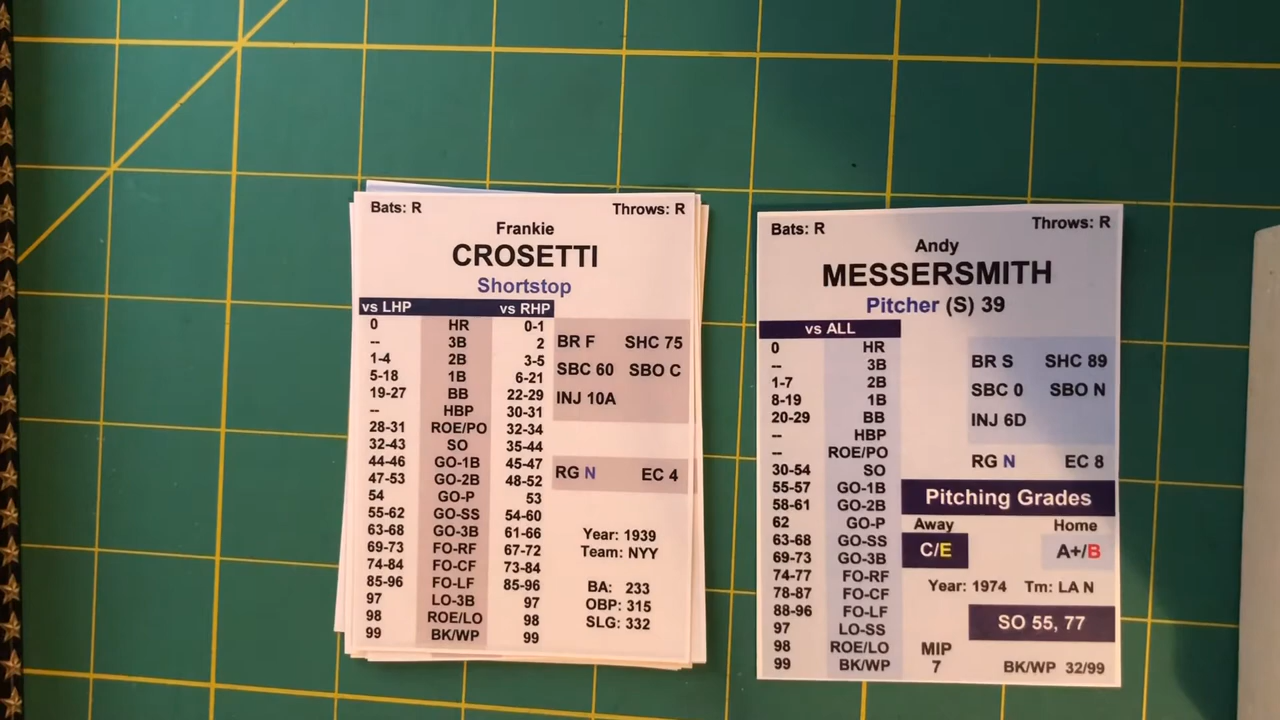 Bats: R Throws: R
Frankie
CROSETTI
Shortstop
vs LHP vs RHP
0 HR 0-1
-- 3B 2
1-4 2B 3-5
5-18 1B 6-21
19-27 BB 22-29
-- HBP 30-31
28-31 ROE/PO 32-34
32-43 SO 35-44
44-46 GO-1B 45-47
47-53 GO-2B 48-52
54 GO-P 53
55-62 GO-SS 54-60
63-68 GO-3B 61-66
69-73 FO-RF 67-72
74-84 FO-CF 73-84
85-96 FO-LF 85-96
97 LO-3B 97
98 ROE/LO 98
99 BK/WP 99
BR F SHC 75
SBC 60 SBO C
INJ 10A
RG N EC 4
Year: 1939
Team: NYY
BA: 233
OBP: 315
SLG: 332
Bats: R Throws: R
Andy
MESSERSMITH
Pitcher (S) 39
vs ALL
0 HR
-- 3B
1-7 2B
8-19 1B
20-29 BB
-- HBP
-- ROE/PO
30-54 SO
55-57 GO-1B
58-61 GO-2B
62 GO-P
63-68 GO-SS
69-73 GO-3B
74-77 FO-RF
78-87 FO-CF
88-96 FO-LF
97 LO-SS
98 ROE/LO
99 BK/WP
BR S SHC 89
SBC 0 SBO N
INJ 6D
RG N EC 8
Pitching Grades
Away Home
C/E A+/B
Year: 1974 Tm: LA N
SO 55, 77
MIP
7 BK/WP 32/99